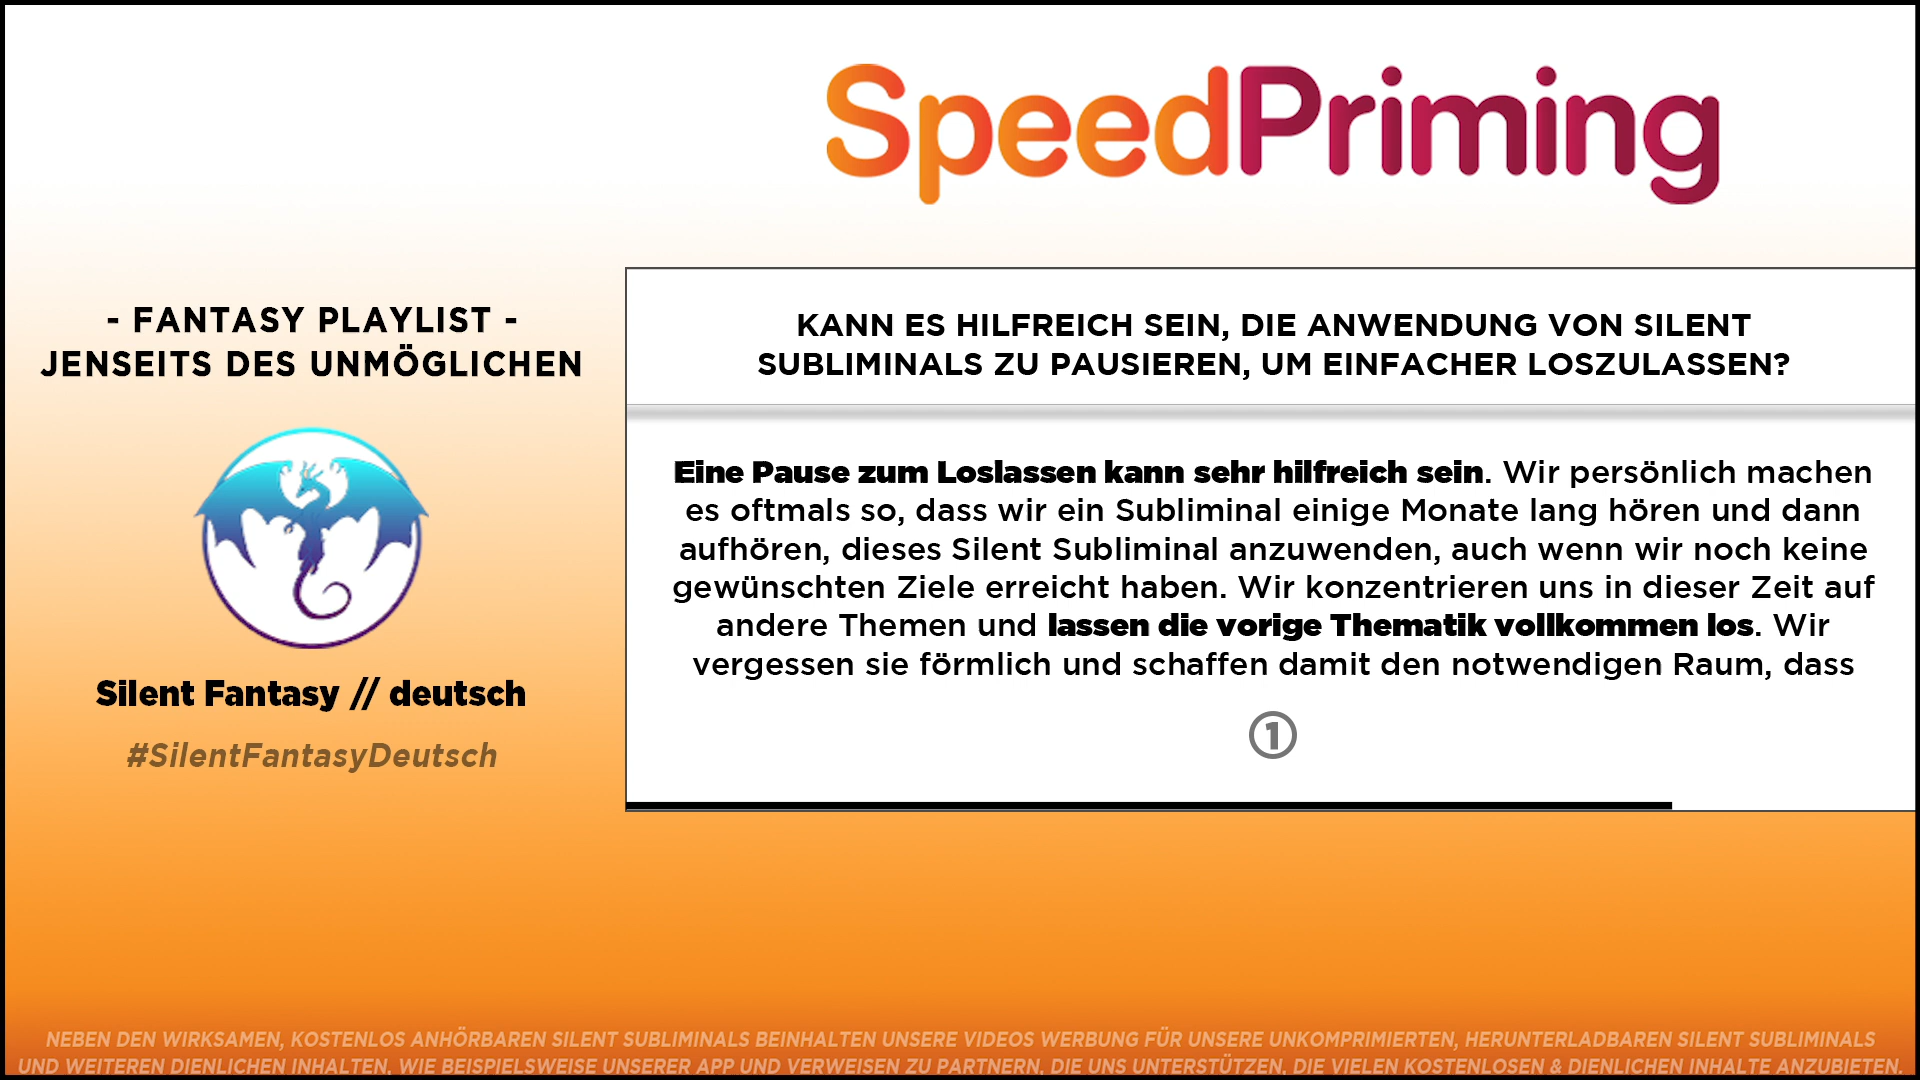 SpeedPriming
- FANTASY PLAYLIST -
JENSEITS DES UNMÖGLICHEN
Silent Fantasy // deutsch
#SilentFantasyDeutsch
KANN ES HILFREICH SEIN, DIE ANWENDUNG VON SILENT
SUBLIMINALS ZU PAUSIEREN, UM EINFACHER LOSZULASSEN?
Eine Pause zum Loslassen kann sehr hilfreich sein. Wir persönlich machen
es oftmals so, dass wir ein Subliminal einige Monate lang hören und dann
aufhören, dieses Silent Subliminal anzuwenden, auch wenn wir noch keine
gewünschten Ziele erreicht haben. Wir konzentrieren uns in dieser Zeit auf
andere Themen und lassen die vorige Thematik vollkommen los. Wir
vergessen sie förmlich und schaffen damit den notwendigen Raum, dass
1
NEBEN DEN WIRKSAMEN, KOSTENLOS ANHÖRBAREN SILENT SUBLIMINALS BEINHALTEN UNSERE VIDEOS WERBUNG FÜR UNSERE UNKOMPRIMIERTEN, HERUNTERLADBAREN SILENT SUBLIMINALS
UND WEITEREN DIENLICHEN INHALTEN, WIE BEISPIELSWEISE UNSERER APP UND VERWEISEN ZU PARTNERN, DIE UNS UNTERSTÜTZEN, DIE VIELEN KOSTENLOSEN & DIENLICHEN INHALTE ANZUBIETEN.